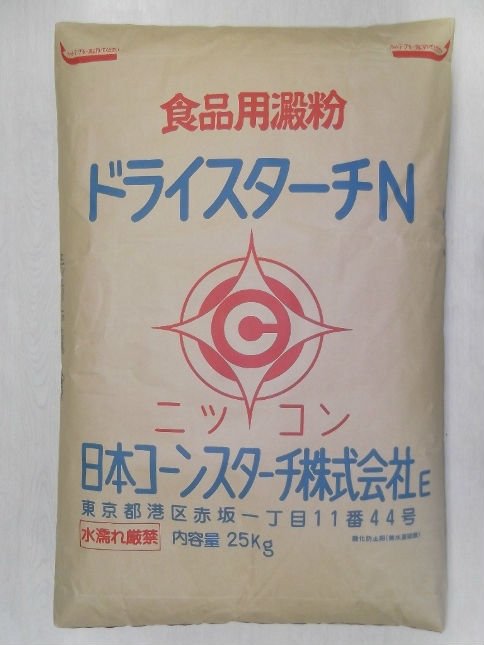 食品用澱粉
ドライスターチN
C
ニッコン
日本コーンスターチ株式会社E
東京都港区赤坂一丁目11番44号
水濡れ厳禁 内容量 25Kg